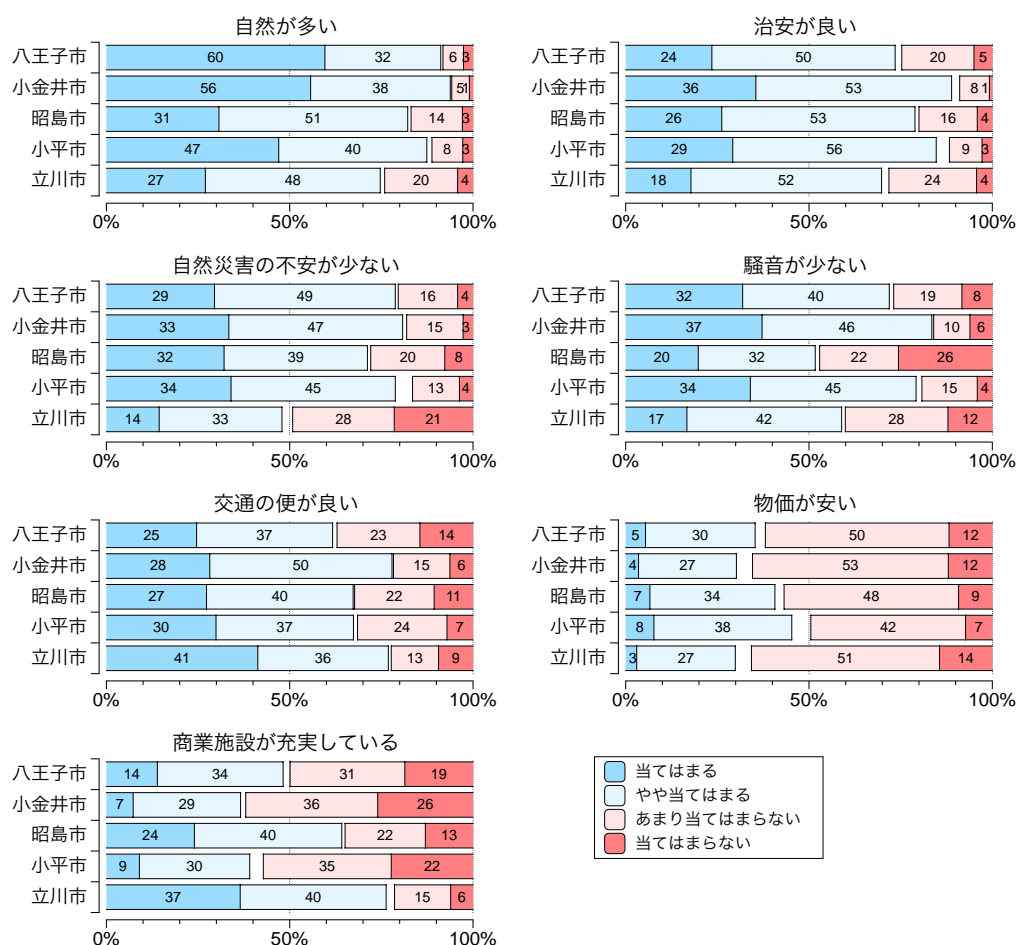 自然が多い
八王子市 60 32 6 3
小金井市 56 38 5 1
昭島市 31 51 14 3
小平市 47 40 8 3
立川市 27 48 20 4
0% 50% 100%
治安が良い
24 50 20 5
36 53 8 1
26 53 16 4
29 56 9 3
18 52 24 4
0% 50% 100%
自然災害の不安が少ない
八王子市 29 49 16 4
小金井市 33 47 15 3
昭島市 32 39 20 8
小平市 34 45 13 4
立川市 14 33 28 21
0% 50% 100%
騒音が少ない
八王子市 32 40 19 8
小金井市 37 46 10 6
昭島市 20 32 22 26
小平市 34 45 15 4
立川市 17 42 28 12
0% 50% 100%
交通の便が良い
八王子市 25 37 23 14
小金井市 28 50 15 6
昭島市 27 40 22 11
小平市 30 37 24 7
立川市 41 36 13 9
0% 50% 100%
物価が安い
八王子市 5 30 50 12
小金井市 4 27 53 12
昭島市 7 34 48 9
小平市 8 38 42 7
立川市 3 27 51 14
0% 50% 100%
商業施設が充実している
八王子市 14 34 31 19
小金井市 7 29 36 26
昭島市 24 40 22 13
小平市 9 30 35 22
立川市 37 40 15 6
0% 50% 100%
当てはまる
やや当てはまる
あまり当てはまらない
当てはまらない